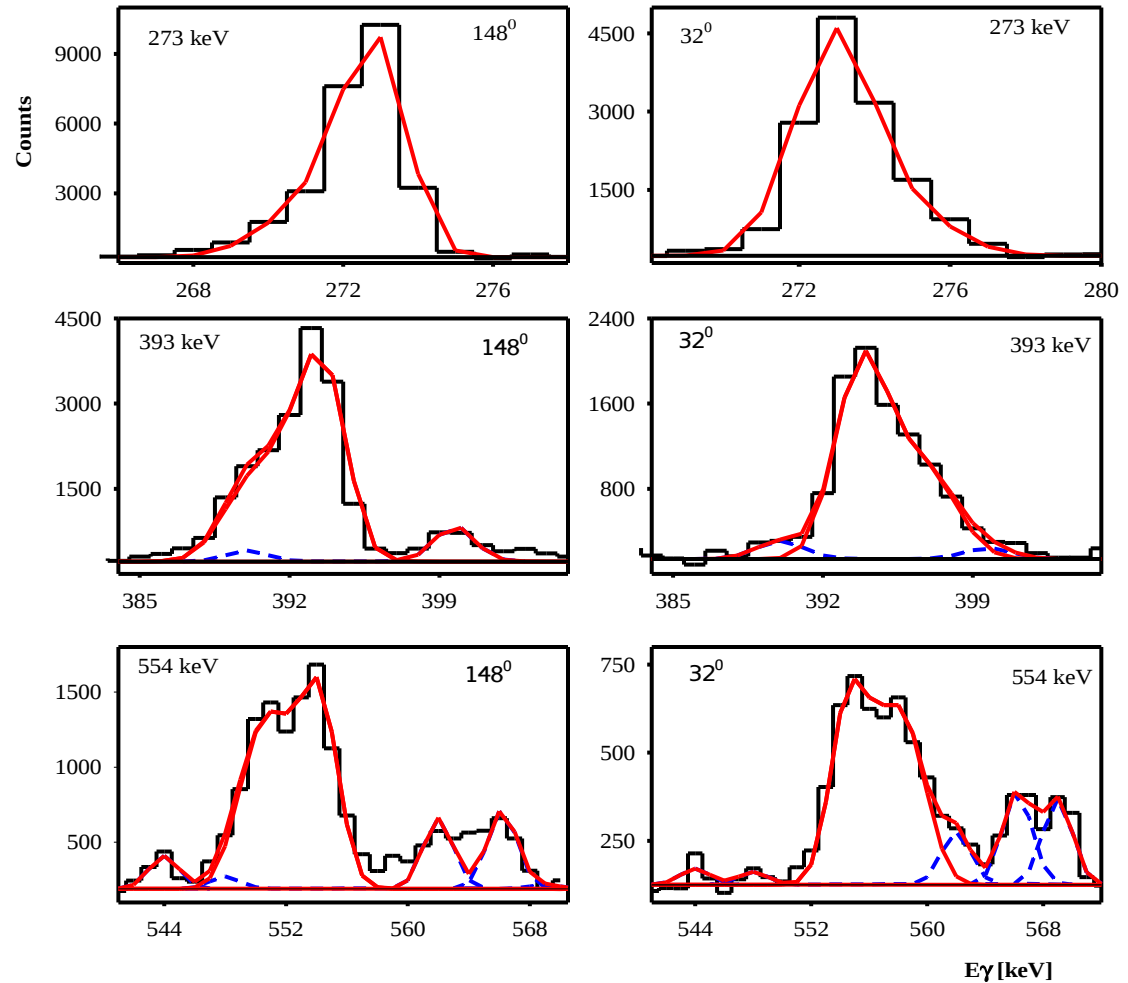 273 keV 148⁰
9000
6000
3000
268 272 276
Counts
32⁰ 273 keV
4500
3000
1500
272 276 280
393 keV 148⁰
4500
3000
1500
385 392 399
32⁰ 393 keV
2400
1600
800
385 392 399
554 keV 148⁰
1500
1000
500
544 552 560 568
32⁰ 554 keV
750
500
250
544 552 560 568
Eγ [keV]